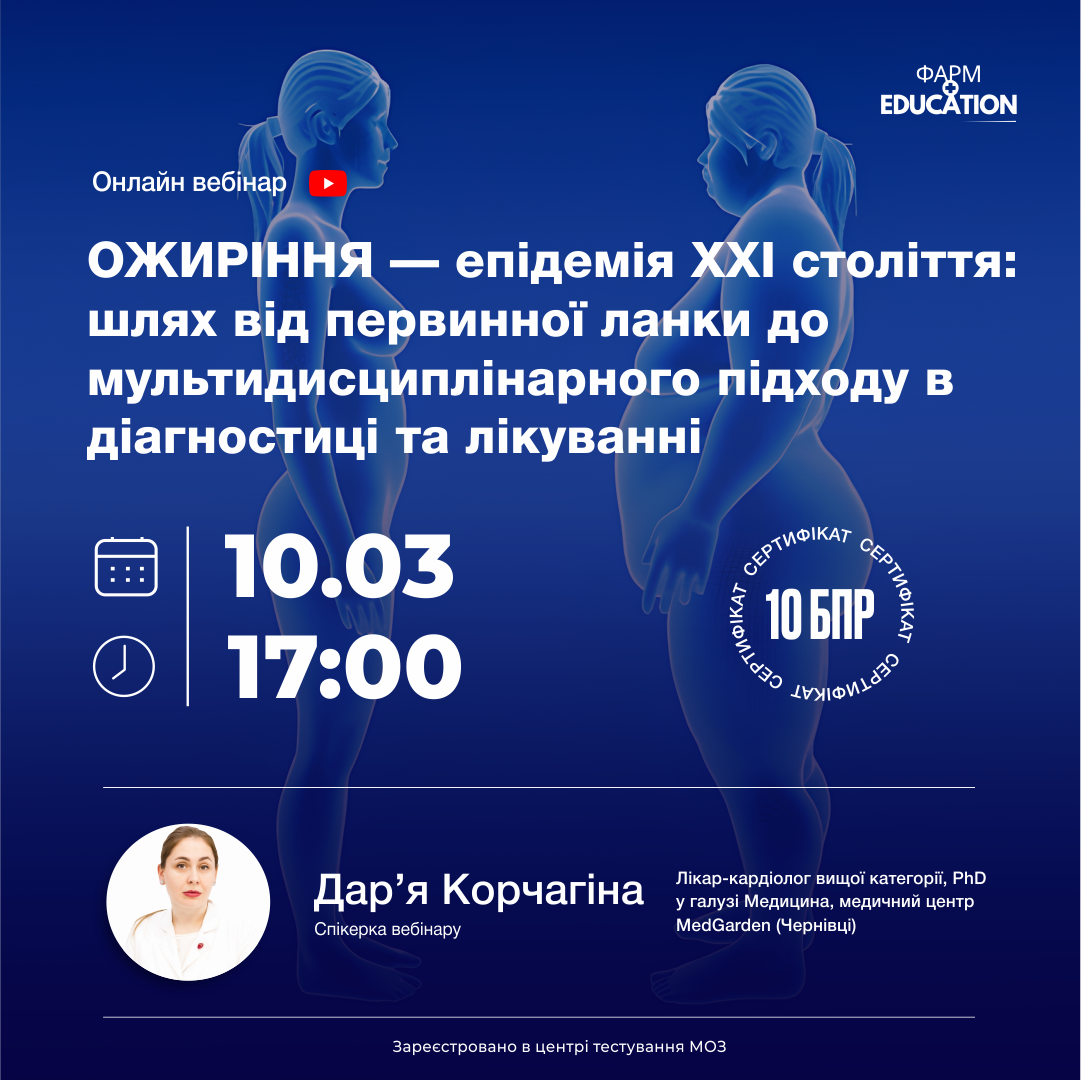 ФАРМ
EDUCATION
Онлайн вебінар
ОЖИРІННЯ — епідемія XXI століття:
шлях від первинної ланки до
мультидисциплінарного підходу в
діагностиці та лікуванні
10.03
17:00
СЕРТИФІКАТ СЕРТИФІКАТ СЕРТИФІКАТ СЕРТИФІКАТ
10 БПР
Дар’я Корчагіна
Спікерка вебінару
Лікар-кардіолог вищої категорії, PhD
у галузі Медицина, медичний центр
MedGarden (Чернівці)
Зареєстровано в центрі тестування МОЗ